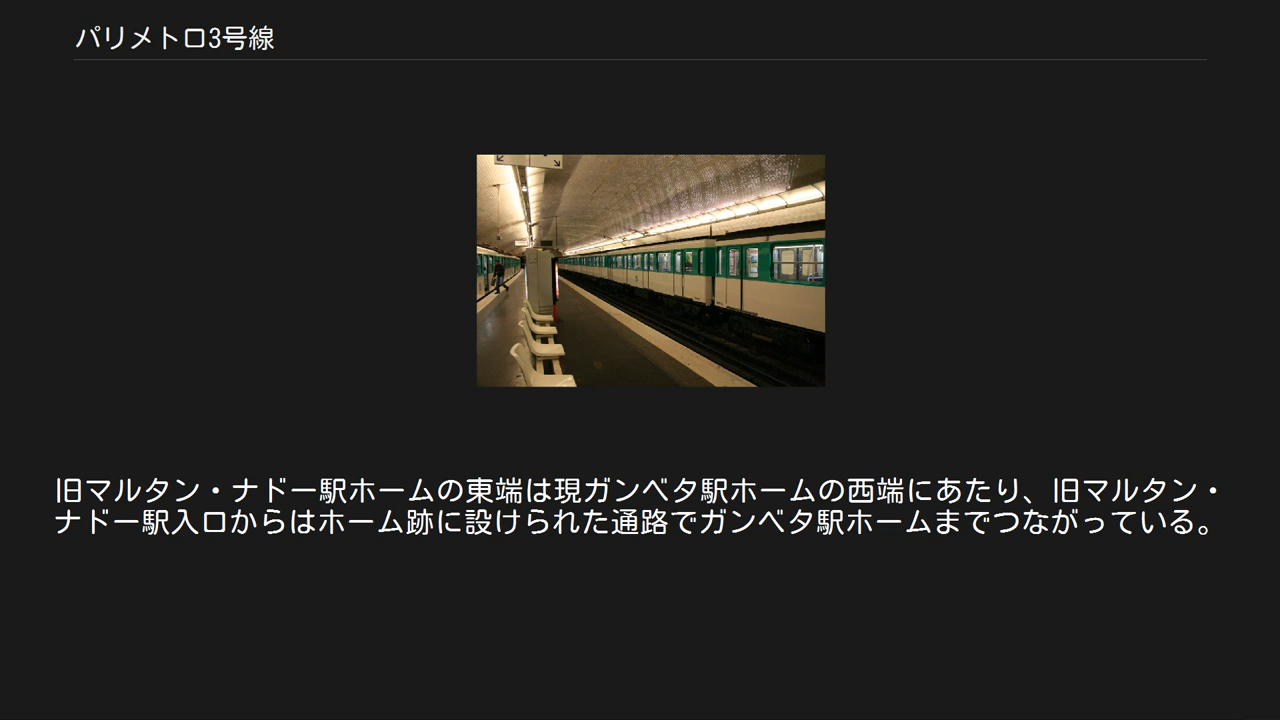 パリメトロ3号線
旧マルタン・ナドー駅ホームの東端は現ガンベタ駅ホームの西端にあたり、旧マルタン・
ナドー駅入口からはホーム跡に設けられた通路でガンベタ駅ホームまでつながっている。